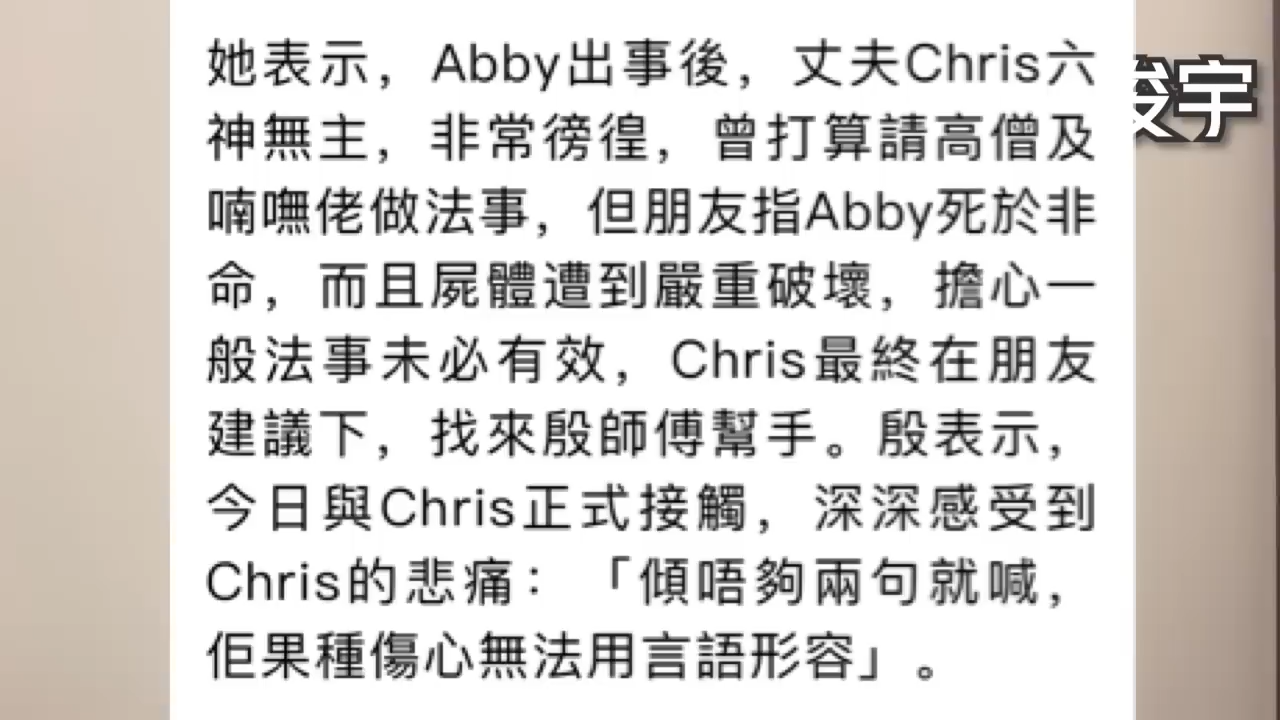 她表示，Abby出事後，丈夫Chris六
神無主，非常徬徨，曾打算請高僧及
喃嘸佬做法事，但朋友指Abby死於非
命，而且屍體遭到嚴重破壞，擔心一
般法事未必有效，Chris最終在朋友
建議下，找來殷師傅幫手。殷表示，
今日與Chris正式接觸，深深感受到
Chris的悲痛：「傾唔夠兩句就喊，
佢果種傷心無法用言語形容」。
宇